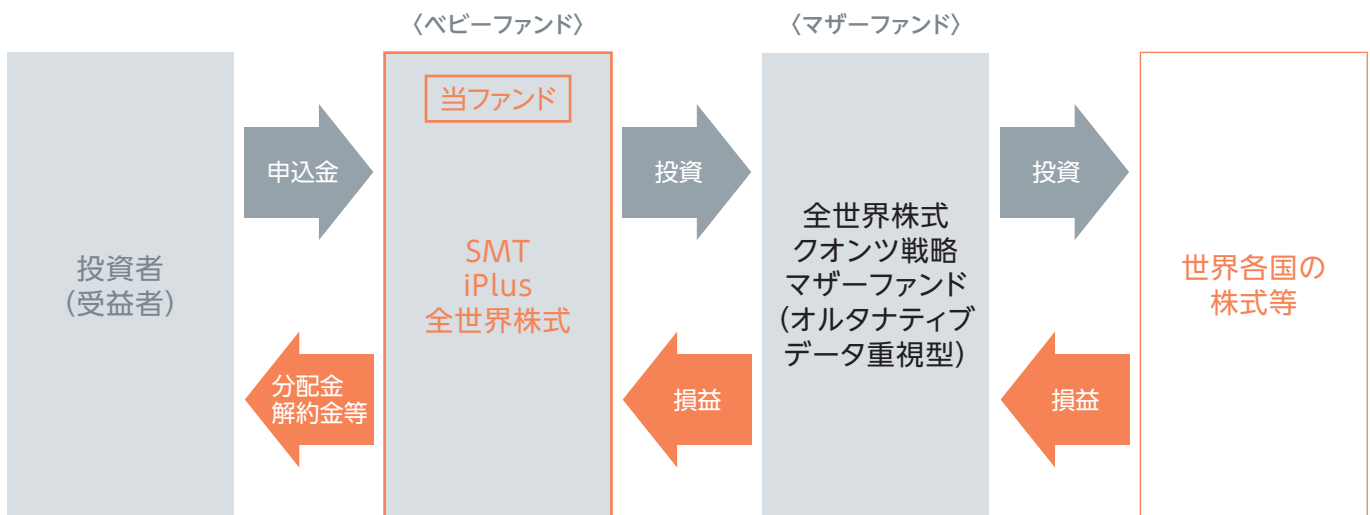 〈ベビーファンド〉
〈マザーファンド〉
投資者
(受益者)
申込金
分配金
解約金等
当ファンド
SMT
iPlus
全世界株式
投資
損益
全世界株式
クオンツ戦略
マザーファンド
(オルタナティブ
データ重視型)
投資
損益
世界各国の
株式等